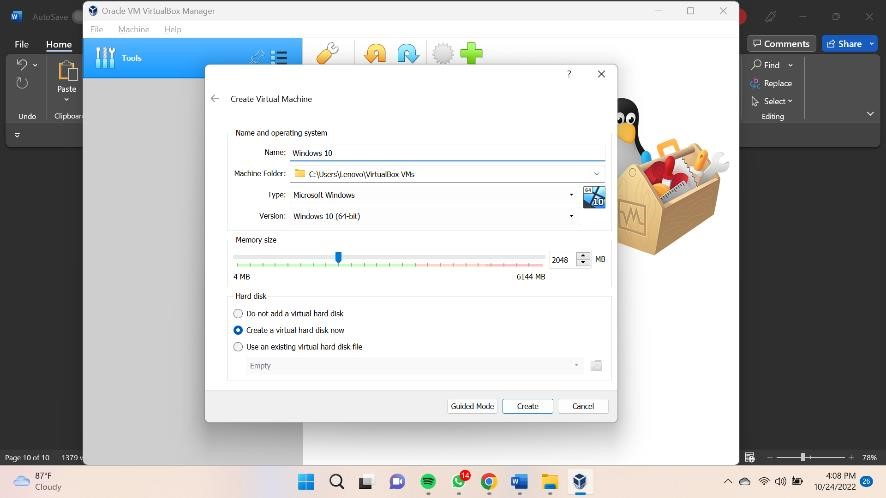 AutoSave
Oracle VM VirtualBox Manager
File Machine Help
File Home
Comments
Share
Tools
Paste
Undo
Clipboard
Find
Replace
Select
Editing
?
Create Virtual Machine
Name and operating system
Name: Windows 10
Machine Folder: C:\Users\Lenovo\VirtualBox VMs
Type: Microsoft Windows
64
10
Version: Windows 10 (64-bit)
Memory size
2048 MB
4 MB 6144 MB
Hard disk
Do not add a virtual hard disk
Create a virtual hard disk now
Use an existing virtual hard disk file
Empty
Guided Mode Create Cancel
Page 10 of 10 1379 v
78%
87°F
Cloudy
14
4:08 PM
10/24/2022
26